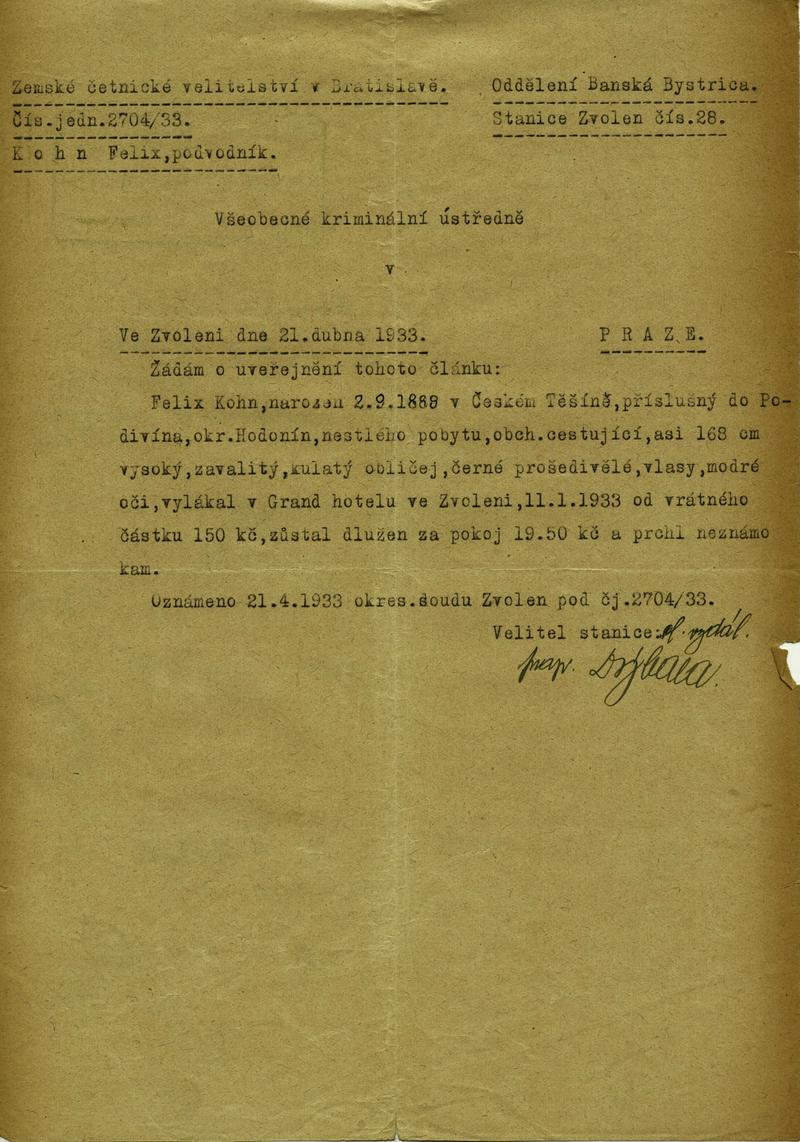 Zemské četnické velitelství v Bratislavě.
Oddělení Banská Bystrica.
Čís.jedn.2704/33.
Stanice Zvolen čís.28.
K o h n Felix,podvodník.
Všeobecné kriminální ústředně
v
Ve Zvoleni dne 21.dubna 1933.
P R A Z E.
Žádám o uveřejnění tohoto článku:
Felix Kohn,narozen 2.9.1888 v Českém Těšíně,příslušný do Po-
divína,okr.Hodonín,nestlého pobytu,obch.cestující,asi 168 cm
vysoký,zavalitý,kulatý obličej,černé prošedivělé,vlasy,modré
oči,vylákal v Grand hotelu ve Zvoleni,11.1.1933 od vrátného
částku 150 kč,zůstal dlužen za pokoj 19.50 kč a prchl neznámo
kam.
Oznámeno 21.4.1933 okres.soudu Zvolen pod čj.2704/33.
Velitel stanice:
prap.